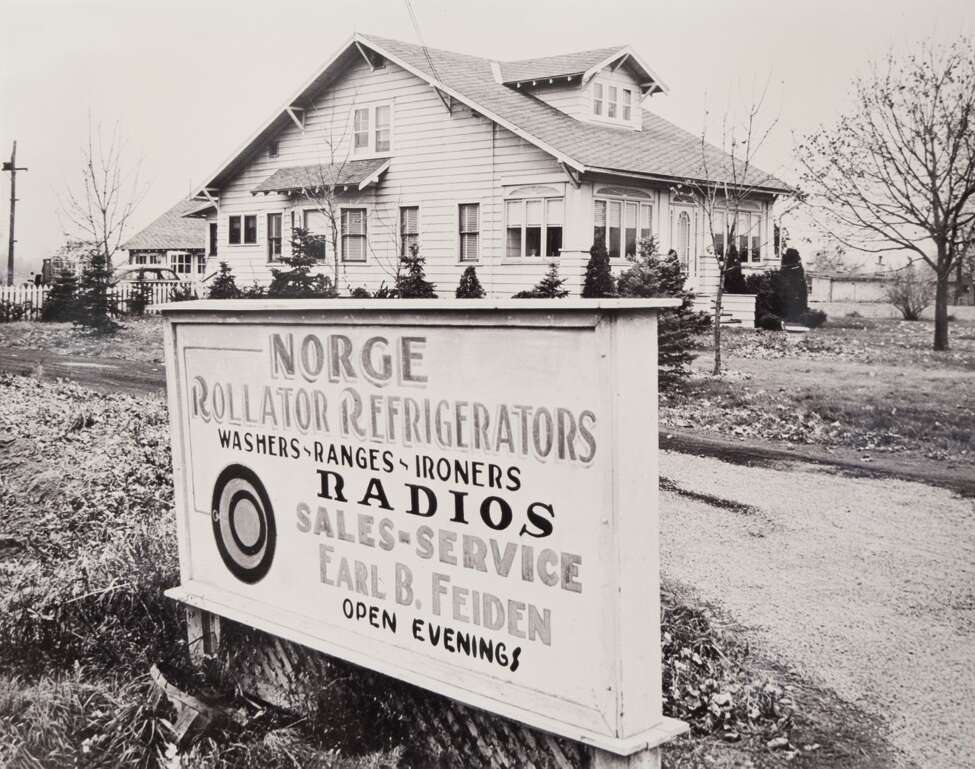 NORGE
ROLLATOR REFRIGERATORS
WASHERS~RANGES~IRONERS
RADIOS
SALES-SERVICE
EARL B. FEIDEN
OPEN EVENINGS